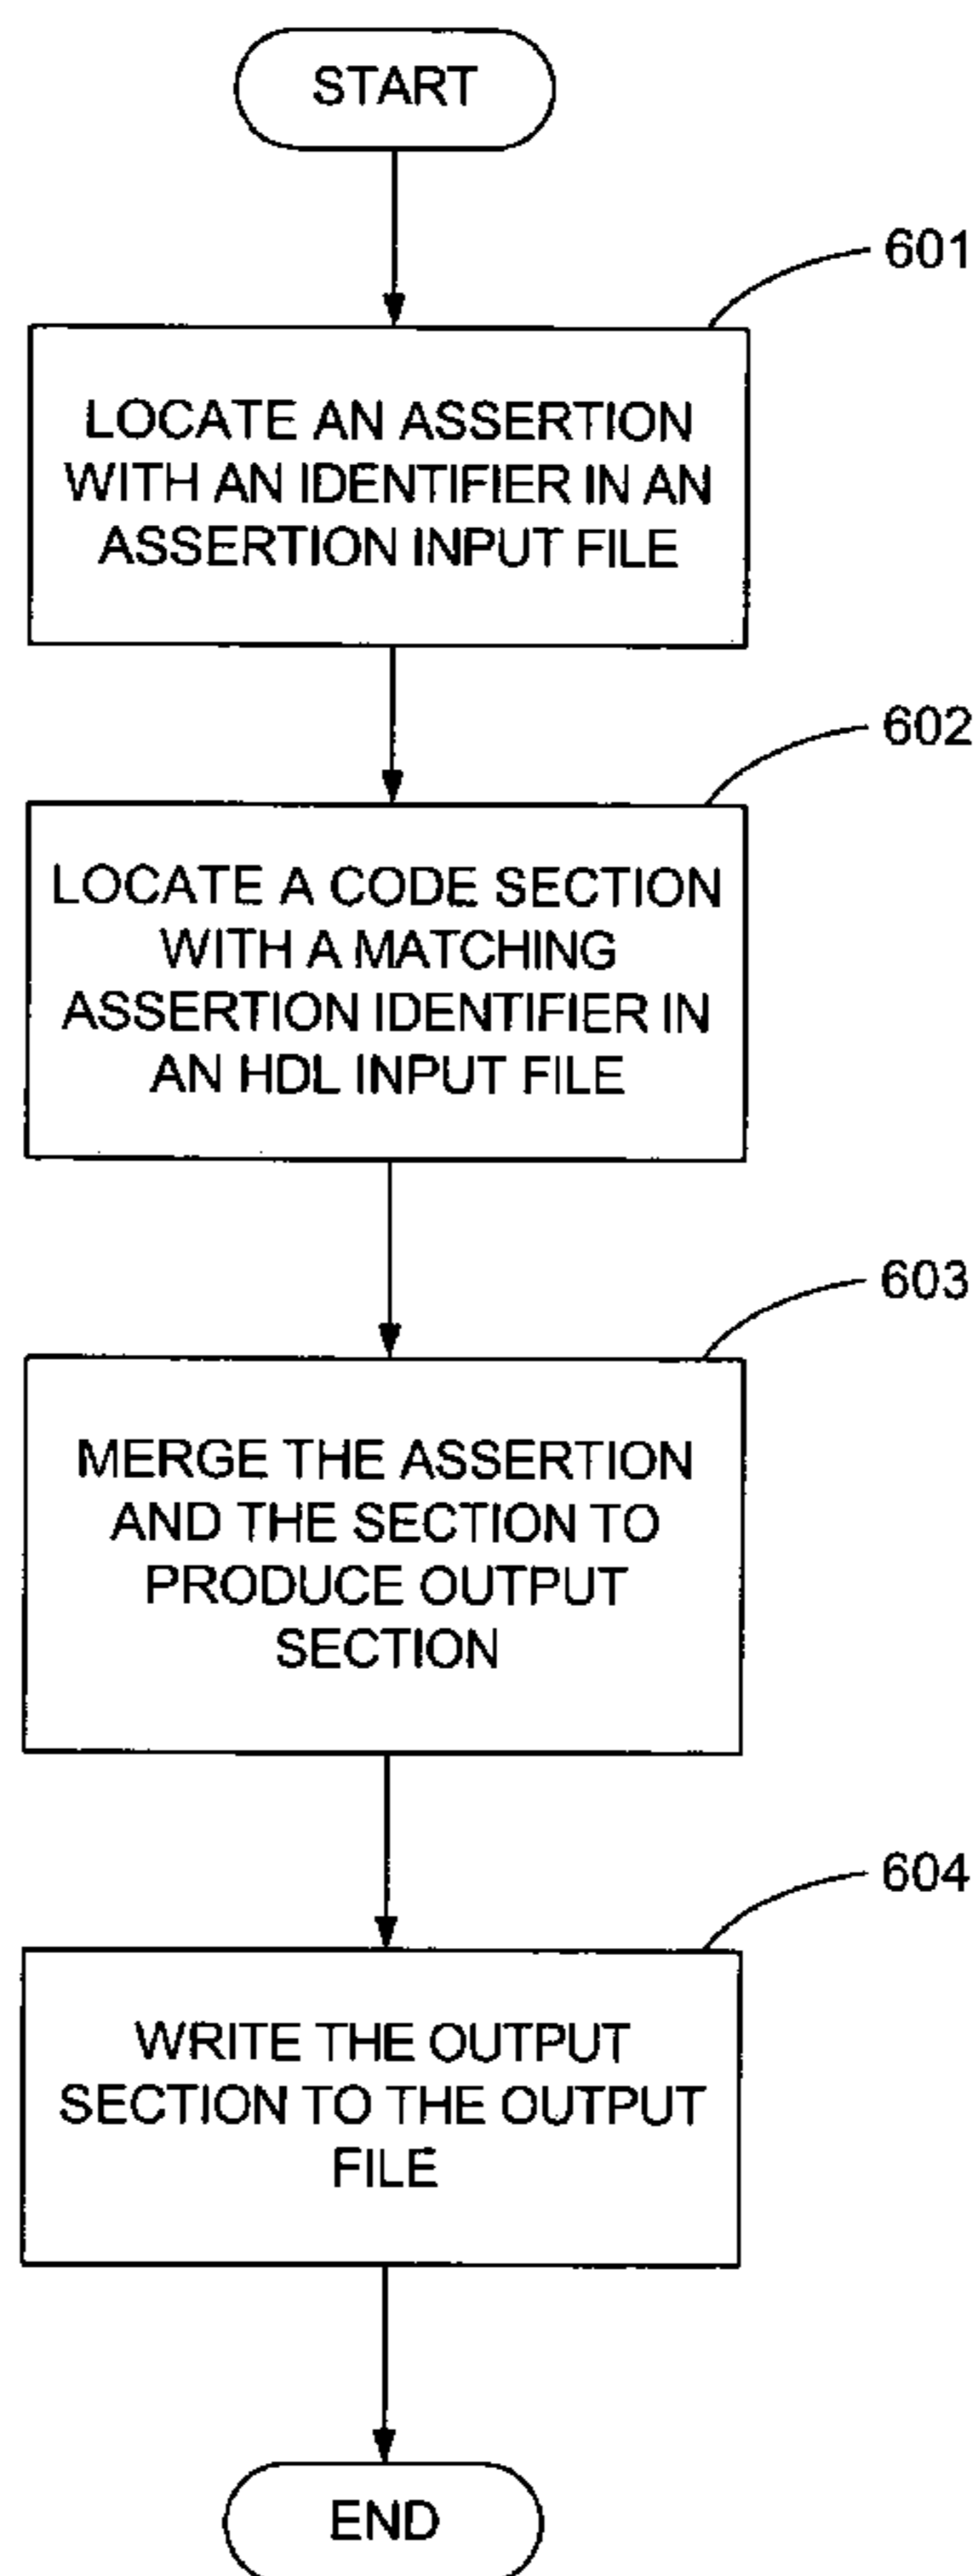 START
601
LOCATE AN ASSERTION
WITH AN IDENTIFIER IN AN
ASSERTION INPUT FILE
602
LOCATE A CODE SECTION
WITH A MATCHING
ASSERTION IDENTIFIER IN
AN HDL INPUT FILE
603
MERGE THE ASSERTION
AND THE SECTION TO
PRODUCE OUTPUT
SECTION
604
WRITE THE OUTPUT
SECTION TO THE OUTPUT
FILE
END